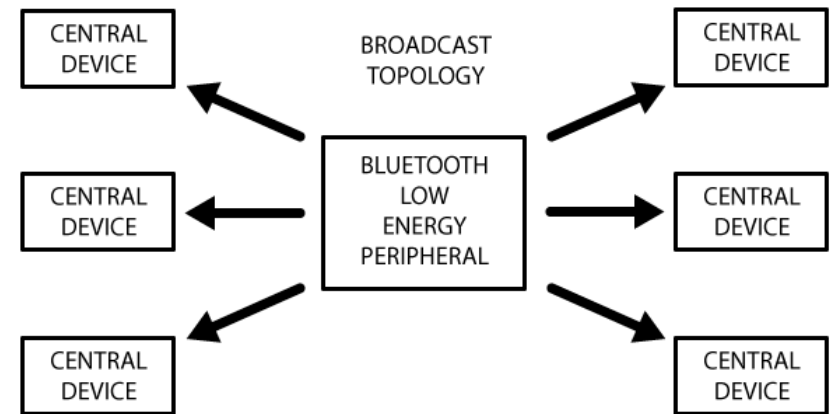 CENTRAL
DEVICE
BROADCAST
TOPOLOGY
CENTRAL
DEVICE
CENTRAL
DEVICE
BLUETOOTH
LOW
ENERGY
PERIPHERAL
CENTRAL
DEVICE
CENTRAL
DEVICE
CENTRAL
DEVICE